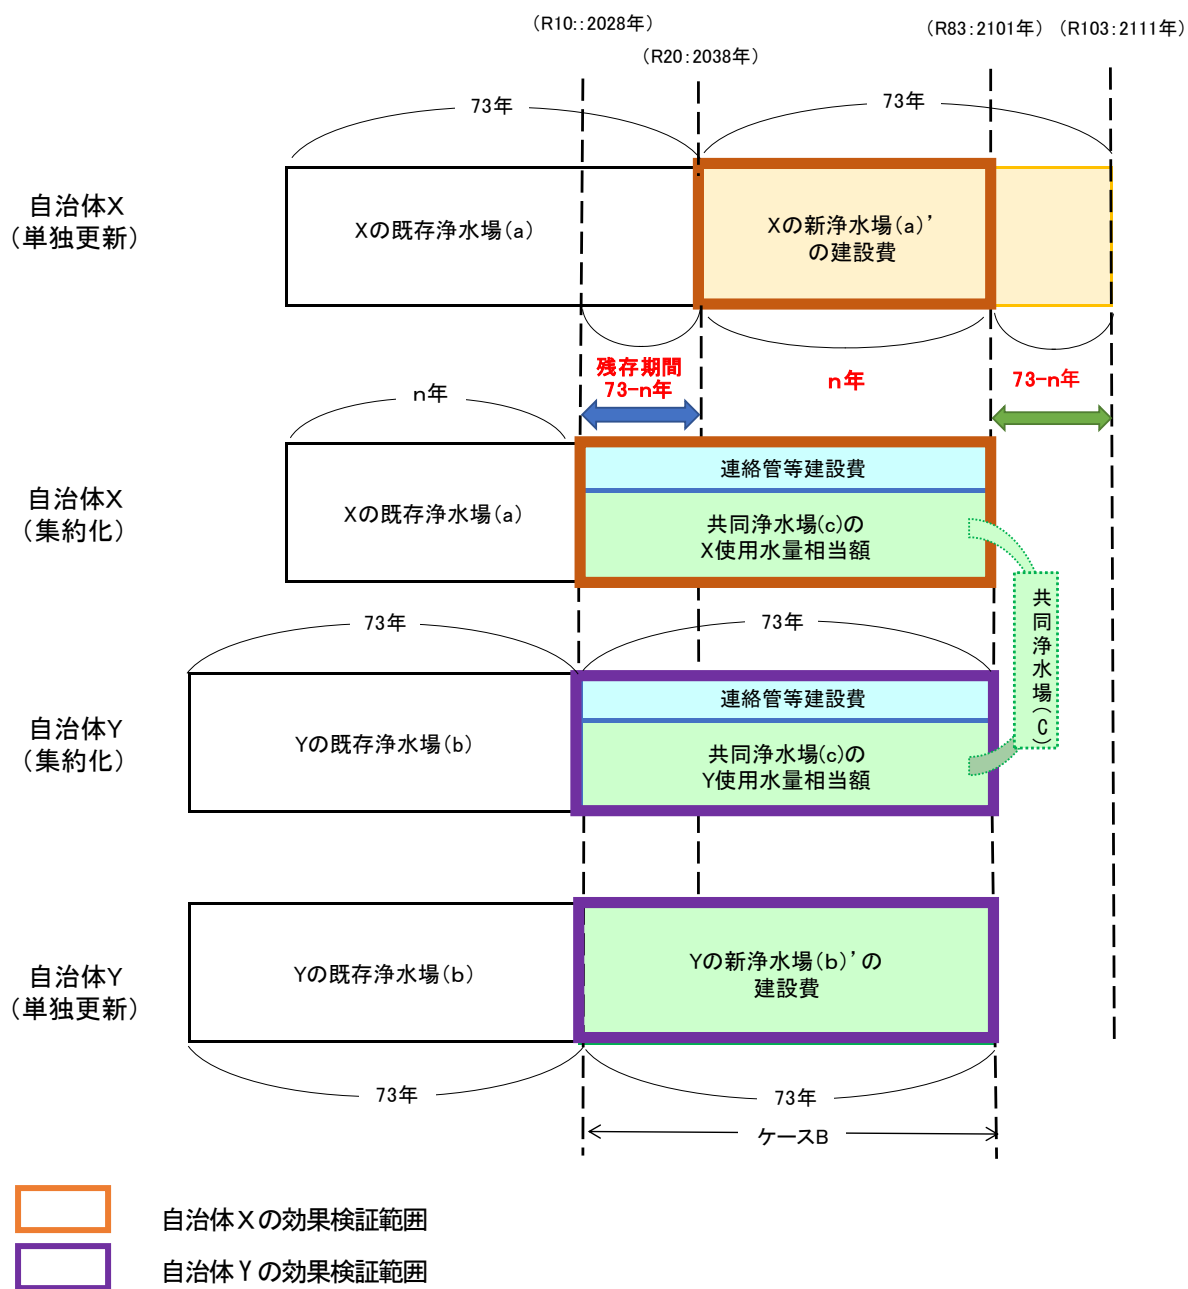 （R10:：2028年）
（R20：2038年）
（R83：2101年）（R103：2111年）
73年
73年
自治体X
（単独更新）
Xの既存浄水場(a)
Xの新浄水場(a)’
の建設費
残存期間
73-n年
n年
73-n年
n年
自治体X
（集約化）
Xの既存浄水場(a)
連絡管等建設費
共同浄水場(c)の
X使用水量相当額
共同浄水場(C)
73年
73年
自治体Y
（集約化）
Yの既存浄水場(b)
連絡管等建設費
共同浄水場(c)の
Y使用水量相当額
自治体Y
（単独更新）
Yの既存浄水場(b)
Yの新浄水場(b)’の
建設費
73年
73年
ケースB
自治体Xの効果検証範囲
自治体Yの効果検証範囲